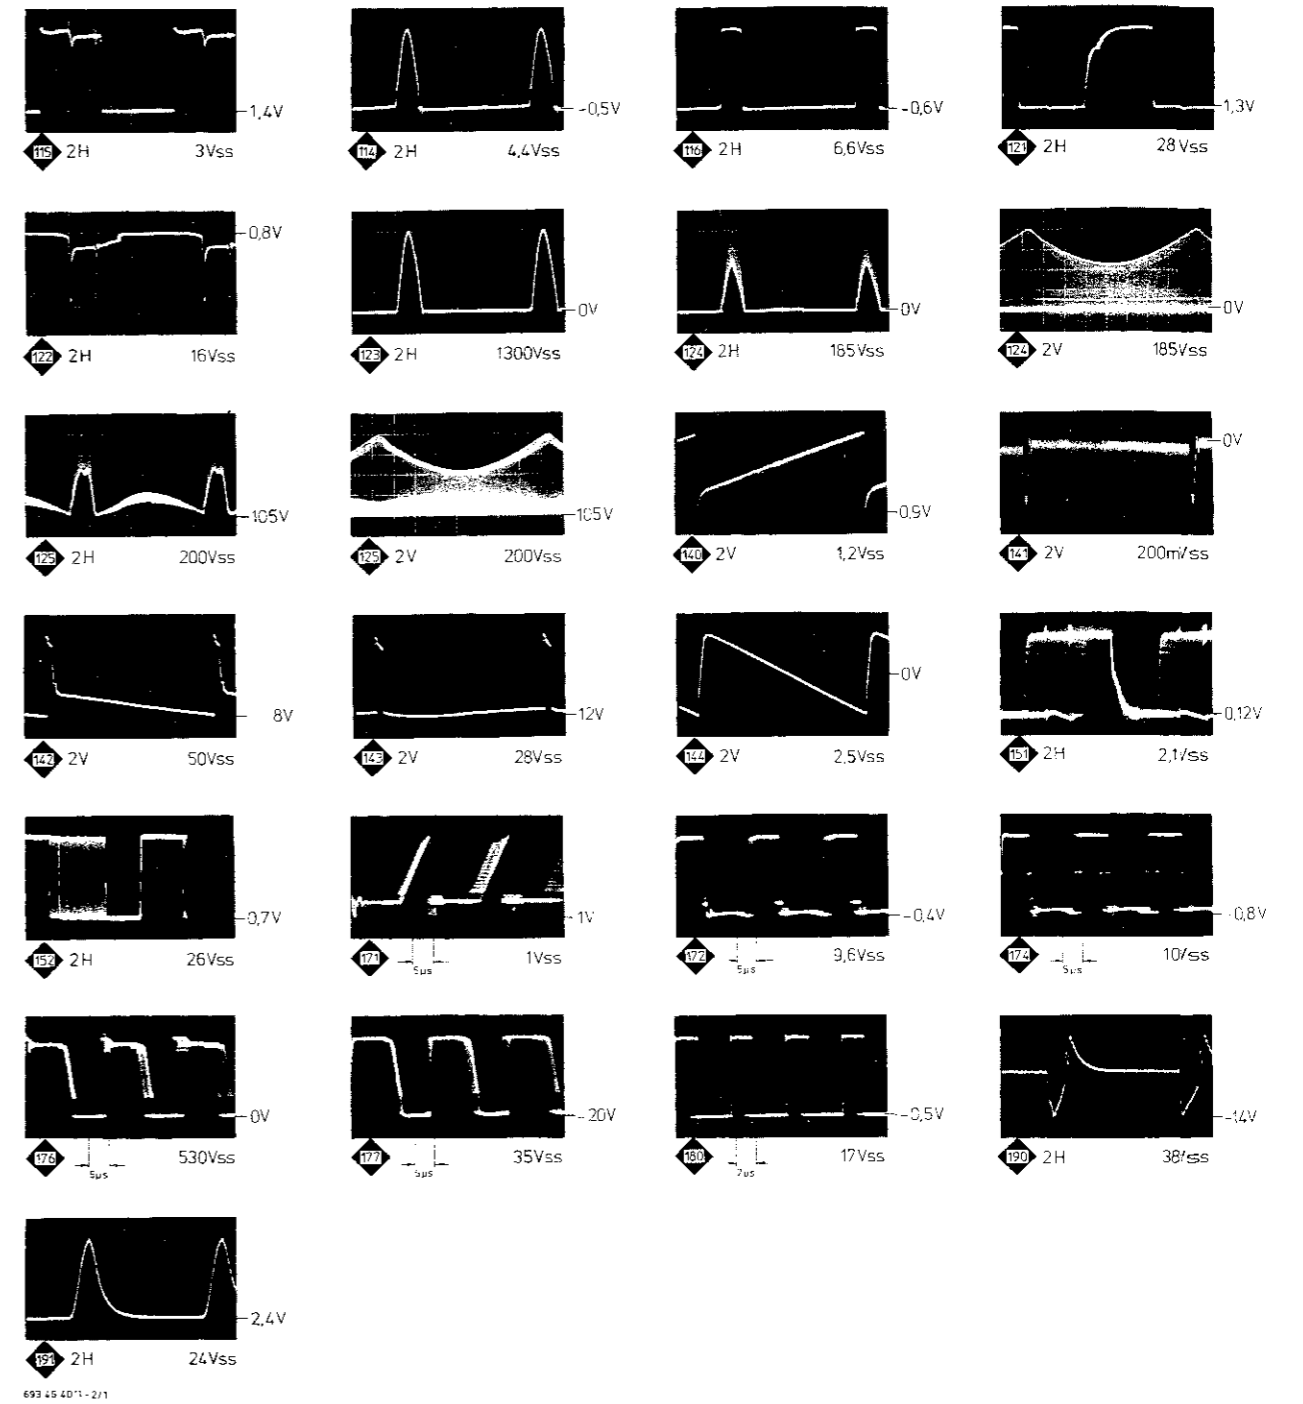 1,4V
-0,5V
-0,6V
1,3V
115 2H 3Vss
114 2H 4,4Vss
116 2H 6,6Vss
121 2H 28Vss
0,8V
0V
0V
0V
122 2H 16Vss
123 2H 1300Vss
124 2H 185Vss
124 2V 185Vss
105V
105V
0,9V
0V
125 2H 200Vss
125 2V 200Vss
140 2V 1,2Vss
141 2V
8V
12V
0V
0,12V
142 2V 50Vss
143 2V 28Vss
144 2V 2,5Vss
151 2H
0,7V
1V
-0,4V
-0,8V
152 2H 26Vss
171 5µs 1Vss
172 5µs 9,6Vss
174 5µs
0V
-20V
-0,5V
-14V
176 5µs 530Vss
177 5µs 35Vss
180 2µs 17Vss
190 2H
2,4V
191 2H 24Vss